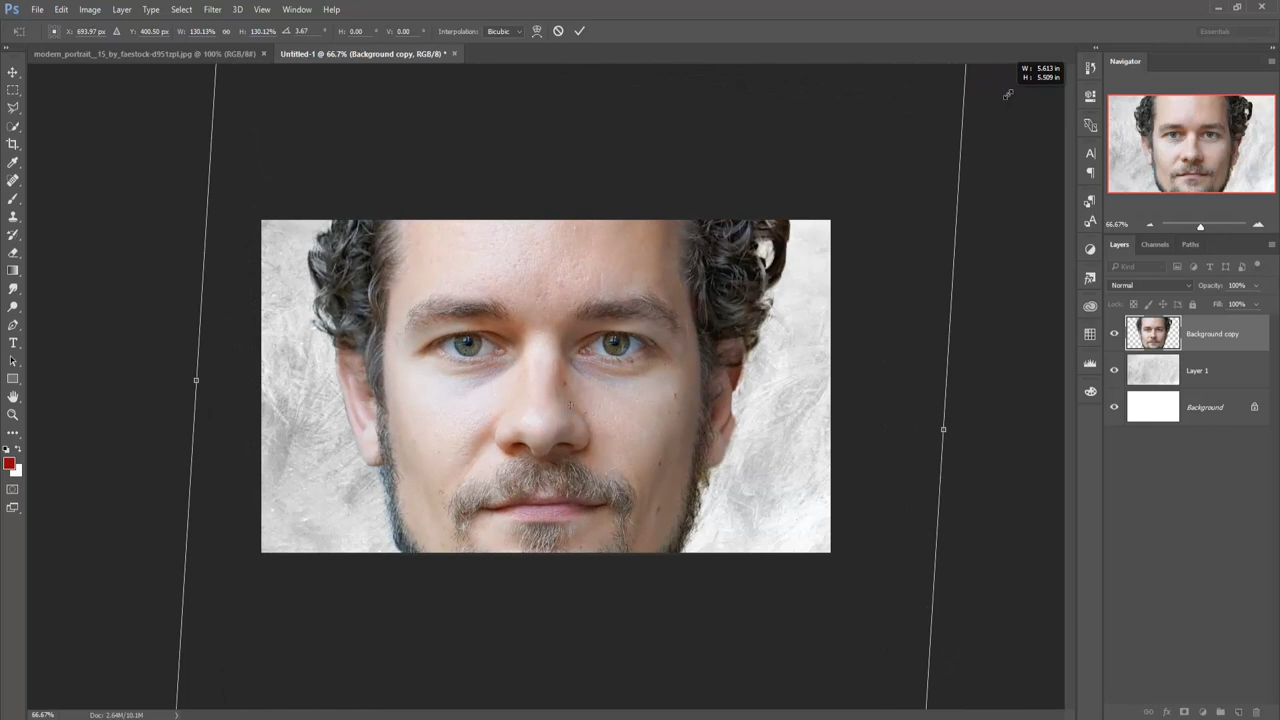 Ps File Edit Image Layer Type Select Filter 3D View Window Help
X: 693.97 px Y: 400.50 px W: 130.13% H: 130.12% 3.67 ° H: 0.00 ° V: 0.00 ° Interpolation: Bicubic Essentials
modern_portrait__15_by_faestock-d951zpl.jpg @ 100% (RGB/8#) × Untitled-1 @ 66.7% (Background copy, RGB/8) * ×
W : 5.613 in
H : 5.509 in
Navigator
66.67%
Layers Channels Paths
Kind
Normal Opacity: 100%
Lock: Fill: 100%
Background copy
Layer 1
Background
66.67% Doc: 2.64M/10.1M